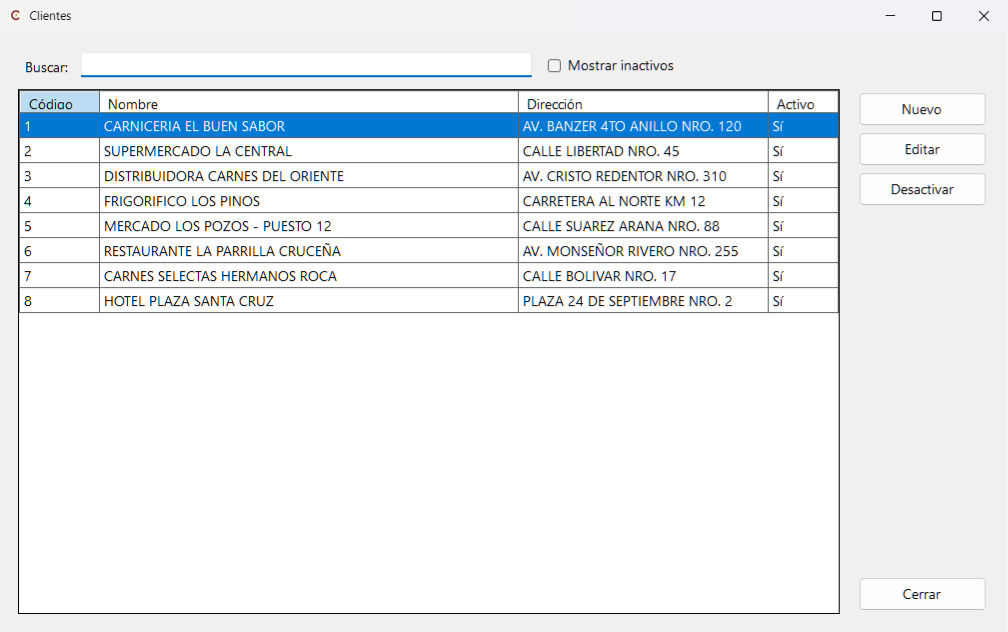 Clientes
Buscar: Mostrar inactivos
Código Nombre Dirección Activo
1 CARNICERIA EL BUEN SABOR AV. BANZER 4TO ANILLO NRO. 120 Sí
2 SUPERMERCADO LA CENTRAL CALLE LIBERTAD NRO. 45 Sí
3 DISTRIBUIDORA CARNES DEL ORIENTE AV. CRISTO REDENTOR NRO. 310 Sí
4 FRIGORIFICO LOS PINOS CARRETERA AL NORTE KM 12 Sí
5 MERCADO LOS POZOS - PUESTO 12 CALLE SUAREZ ARANA NRO. 88 Sí
6 RESTAURANTE LA PARRILLA CRUCEÑA AV. MONSEÑOR RIVERO NRO. 255 Sí
7 CARNES SELECTAS HERMANOS ROCA CALLE BOLIVAR NRO. 17 Sí
8 HOTEL PLAZA SANTA CRUZ PLAZA 24 DE SEPTIEMBRE NRO. 2 Sí
Nuevo
Editar
Desactivar
Cerrar